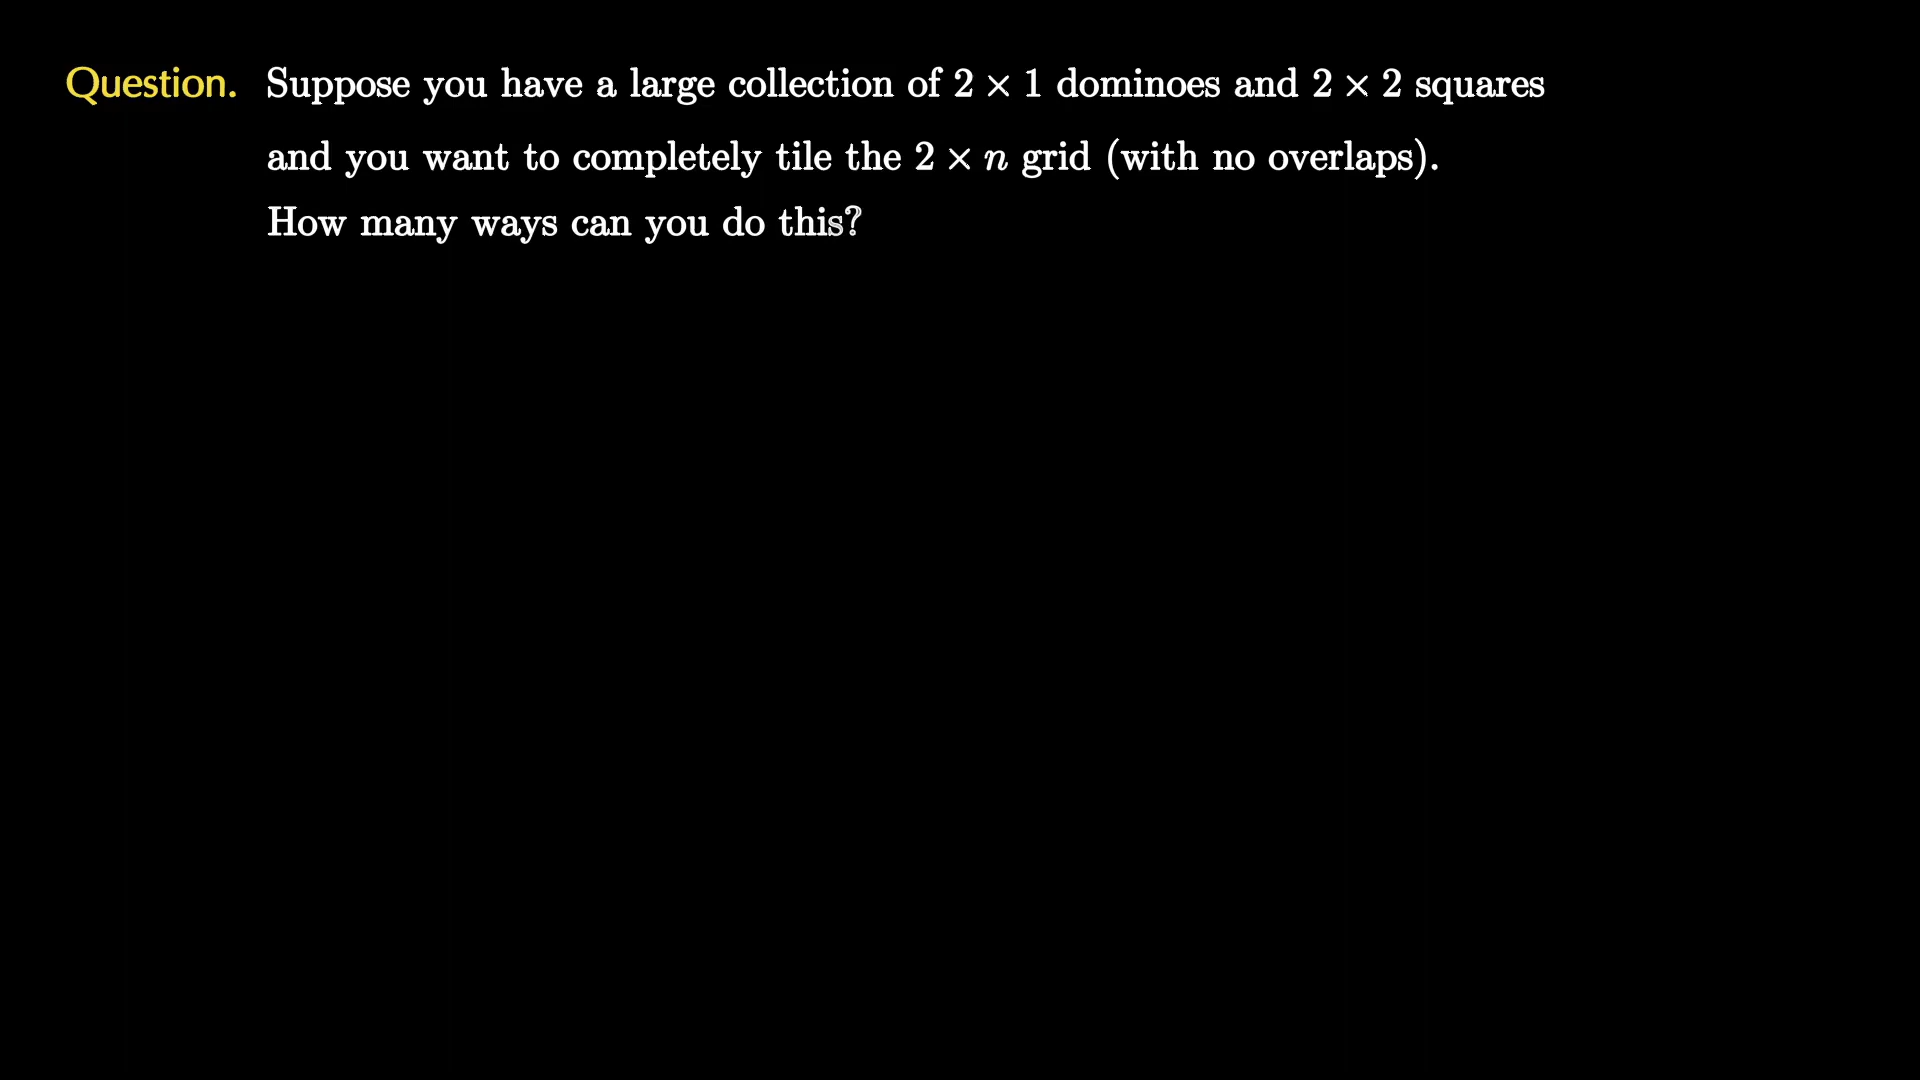 Question. Suppose you have a large collection of 2 × 1 dominoes and 2 × 2 squares
and you want to completely tile the 2 × n grid (with no overlaps).
How many ways can you do this?